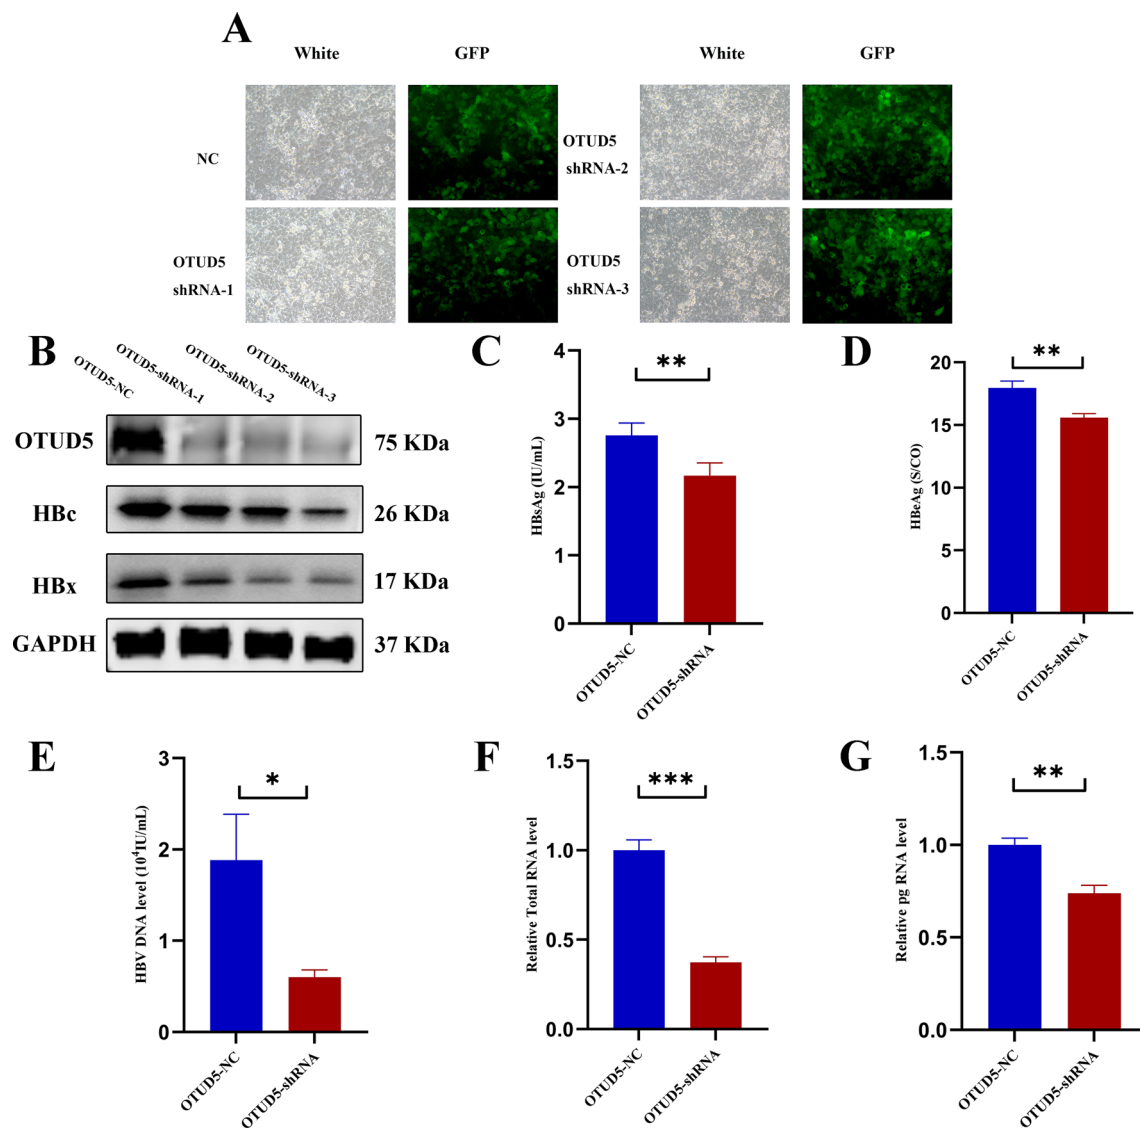 A
White
GFP
White
GFP
NC
OTUD5
shRNA-2
OTUD5
shRNA-1
OTUD5
shRNA-3
B
OTUD5-NC
OTUD5-shRNA-1
OTUD5-shRNA-2
OTUD5-shRNA-3
OTUD5
75 KDa
HBc
26 KDa
HBx
17 KDa
GAPDH
37 KDa
C
HBsAg (IU/mL)
4
3
2
1
0
**
OTUD5-NC
OTUD5-shRNA
D
HBeAg (S/CO)
20
15
10
5
0
**
OTUD5-NC
OTUD5-shRNA
E
HBV DNA level (10⁴IU/mL)
3
2
1
0
*
OTUD5-NC
OTUD5-shRNA
F
Relative Total RNA level
1.5
1.0
0.5
0.0
***
OTUD5-NC
OTUD5-shRNA
G
Relative pg RNA level
1.5
1.0
0.5
0.0
**
OTUD5-NC
OTUD5-shRNA